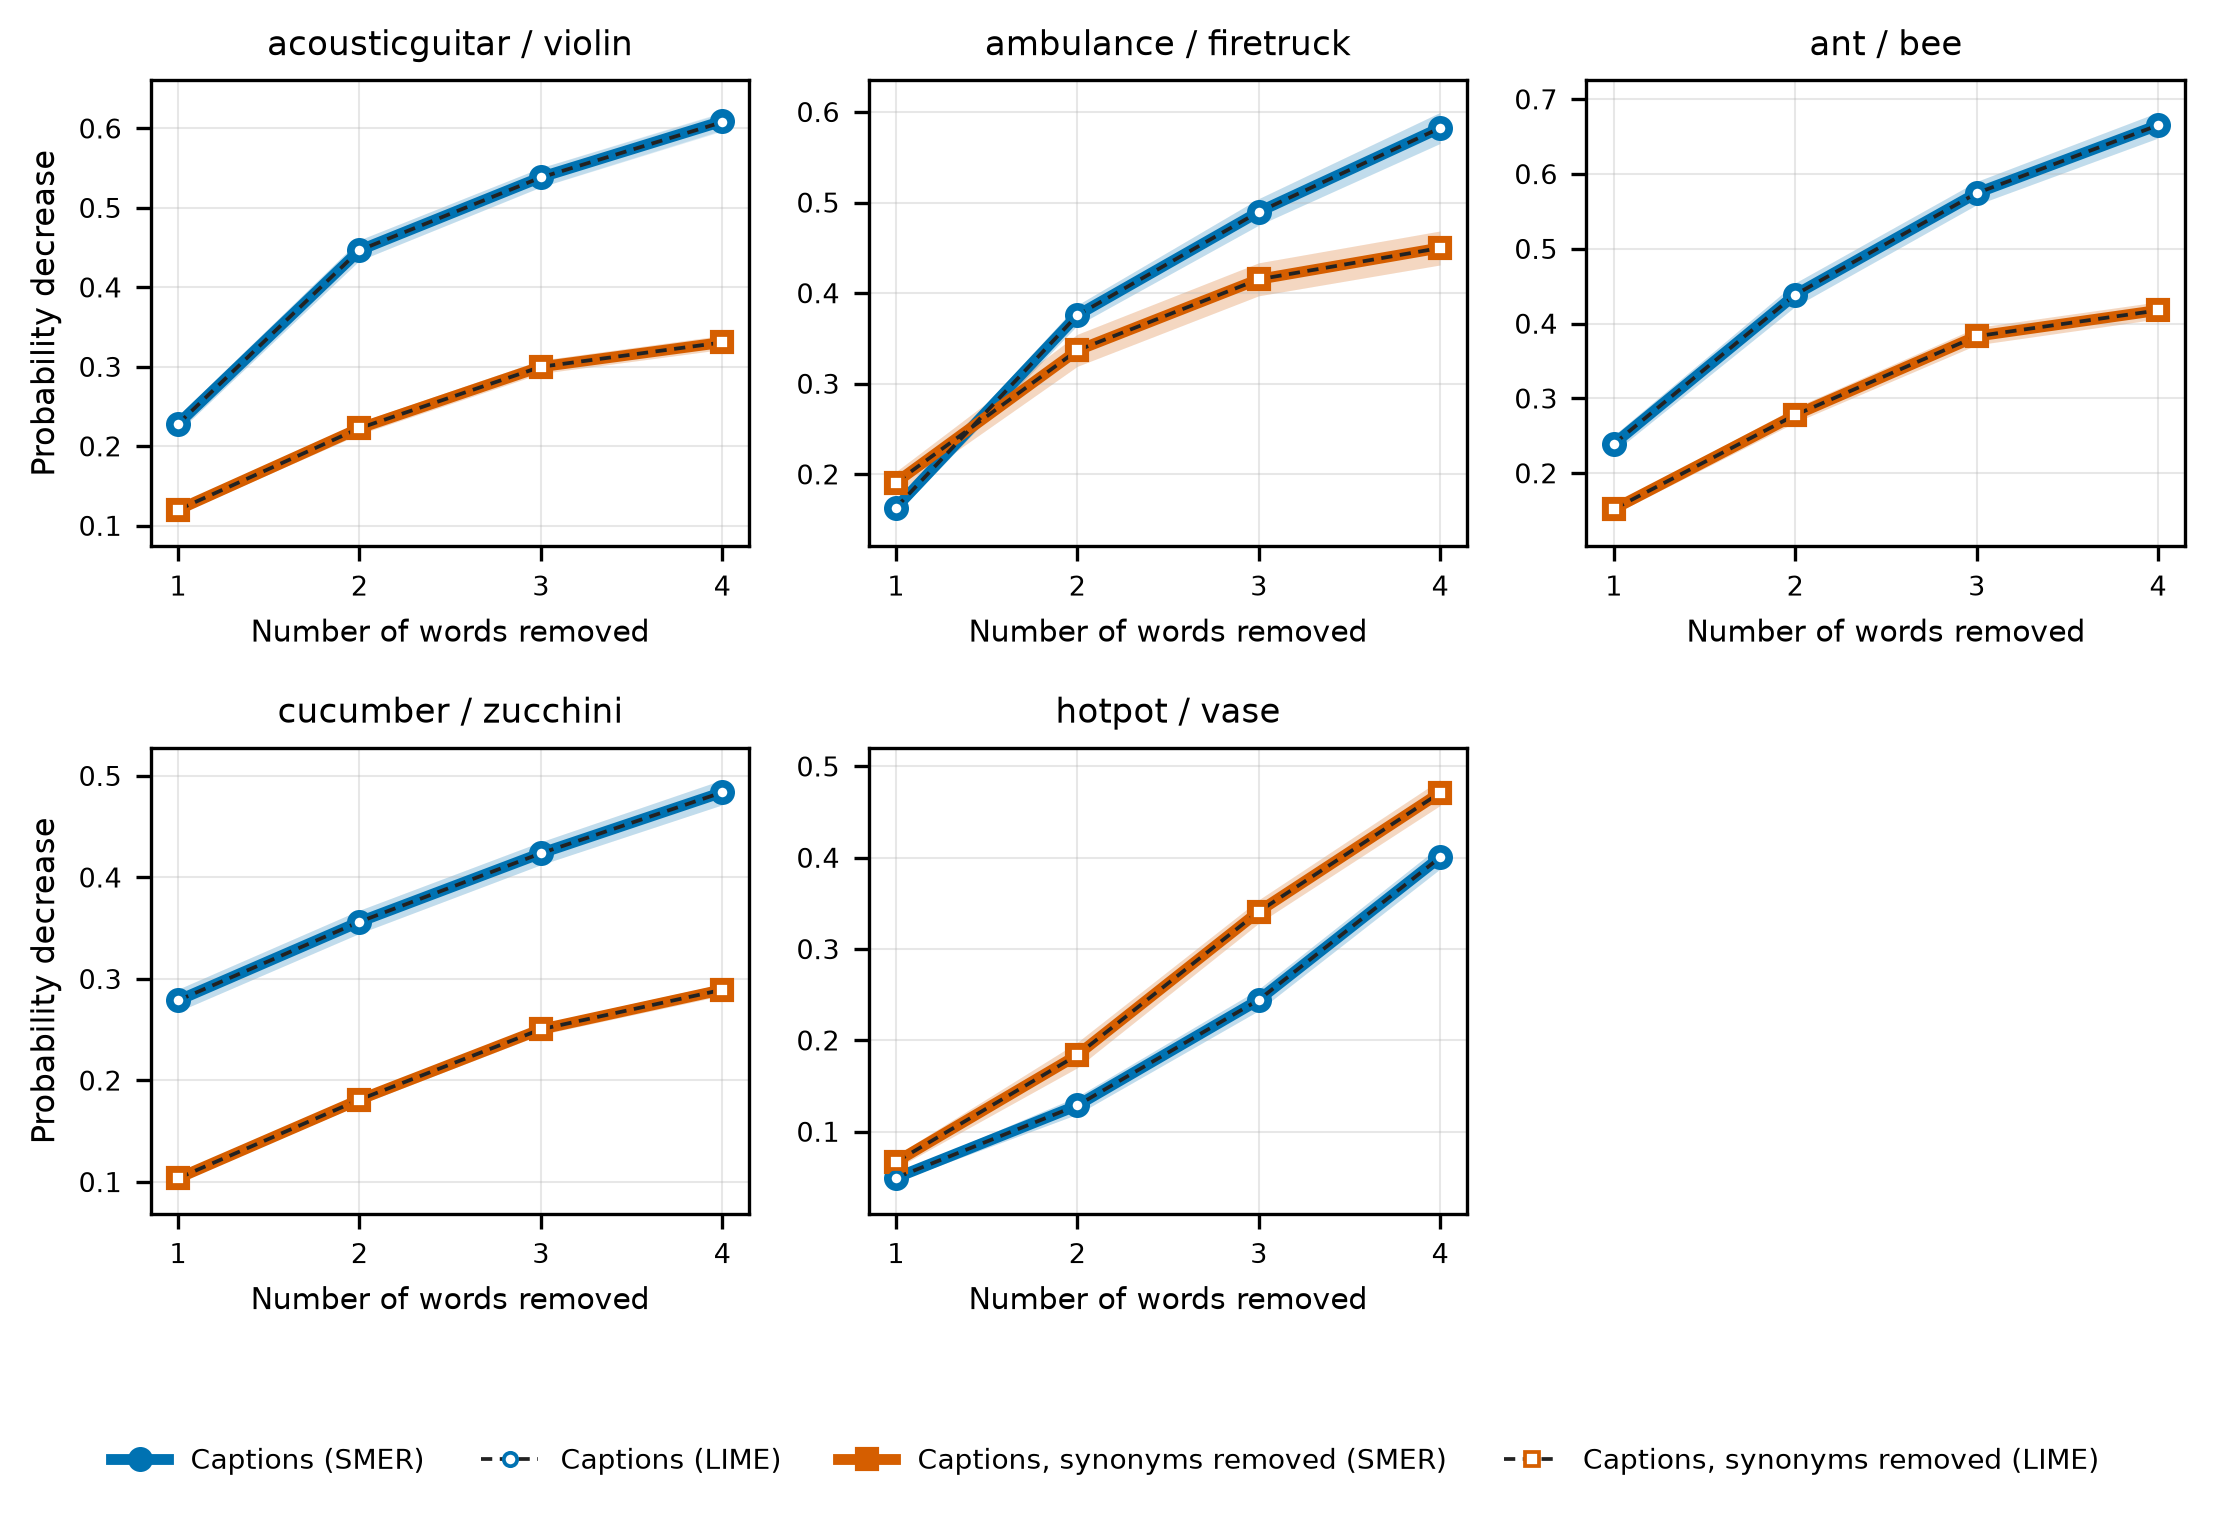 acousticguitar / violin
ambulance / firetruck
ant / bee
Probability decrease
0.6
0.5
0.4
0.3
0.2
0.1
1 2 3 4
Number of words removed
0.6
0.5
0.4
0.3
0.2
1 2 3 4
Number of words removed
0.7
0.6
0.5
0.4
0.3
0.2
1 2 3 4
Number of words removed
cucumber / zucchini
hotpot / vase
Probability decrease
0.5
0.4
0.3
0.2
0.1
1 2 3 4
Number of words removed
0.5
0.4
0.3
0.2
0.1
1 2 3 4
Number of words removed
Captions (SMER)
Captions (LIME)
Captions, synonyms removed (SMER)
Captions, synonyms removed (LIME)